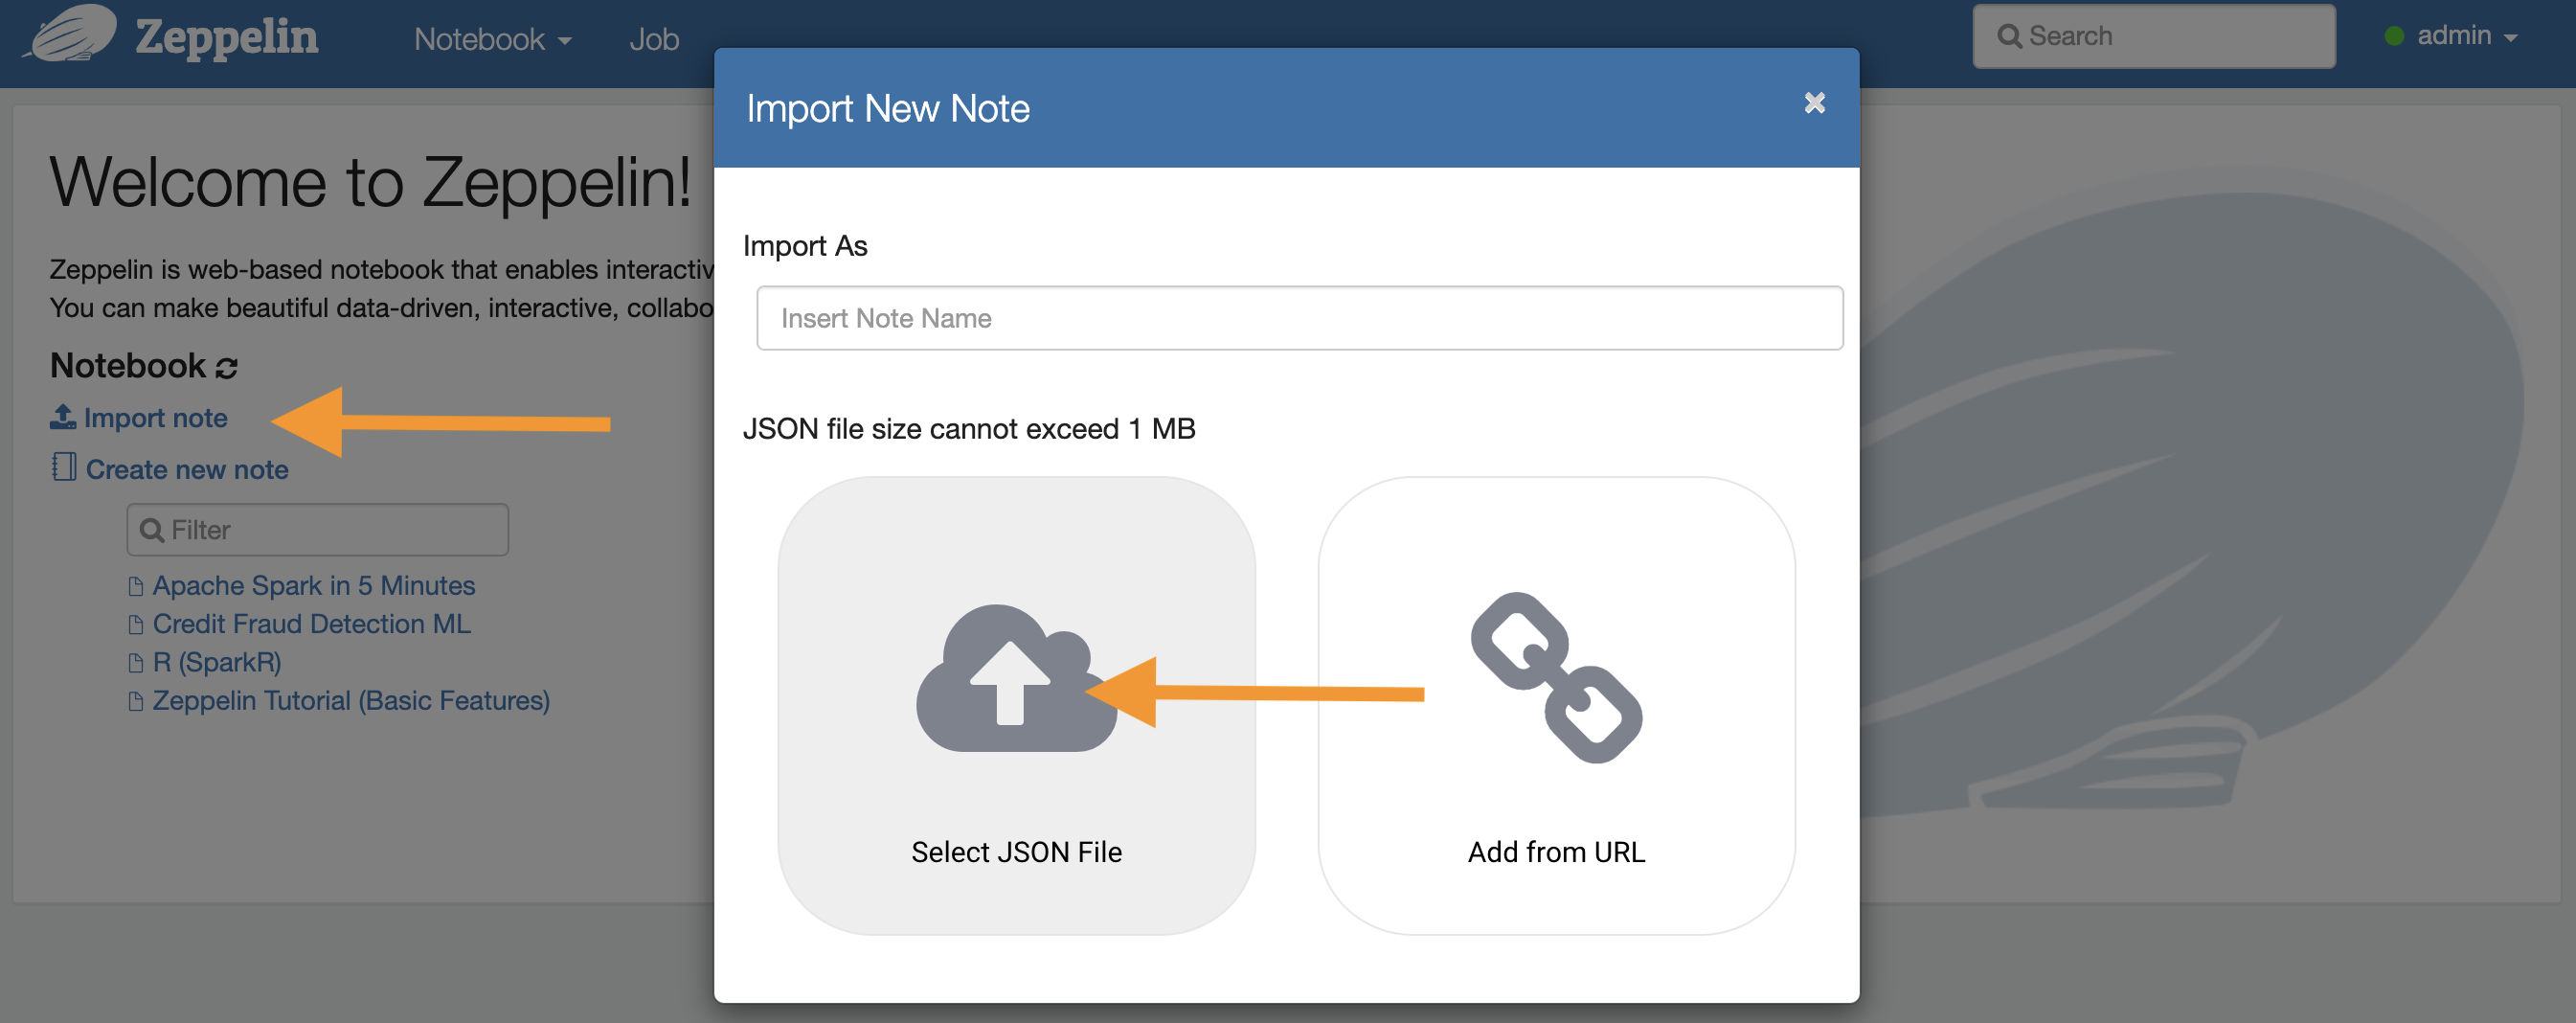 Zeppelin
Notebook
Job
Search
admin
Welcome to Zeppelin!
Zeppelin is web-based notebook that enables interactiv
You can make beautiful data-driven, interactive, collabo
Notebook
Import note
Create new note
Filter
Apache Spark in 5 Minutes
Credit Fraud Detection ML
R (SparkR)
Zeppelin Tutorial (Basic Features)
Import New Note
Import As
Insert Note Name
JSON file size cannot exceed 1 MB
Select JSON File
Add from URL